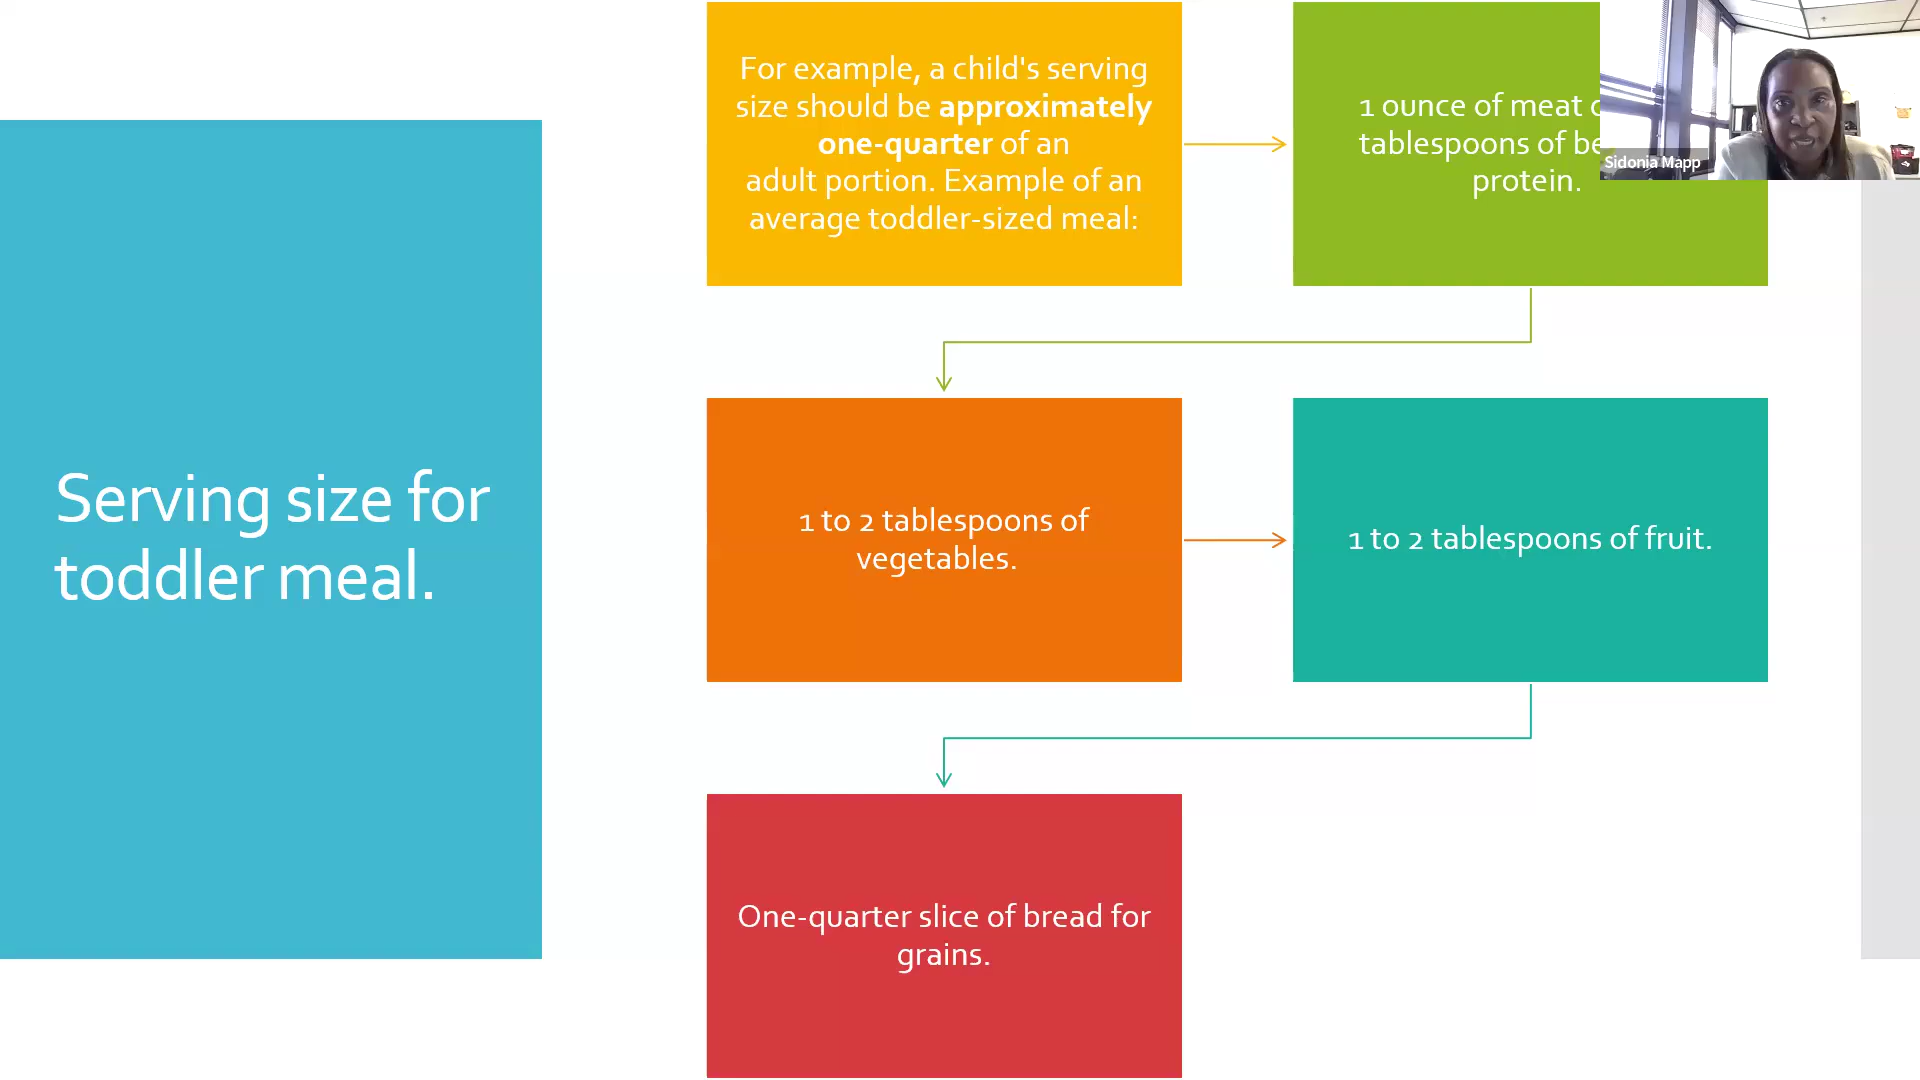 Serving size for
toddler meal.
For example, a child's serving
size should be approximately
one-quarter of an
adult portion. Example of an
average toddler-sized meal:
1 ounce of meat
tablespoons of
protein.
Sidonia Mapp
1 to 2 tablespoons of
vegetables.
1 to 2 tablespoons of fruit.
One-quarter slice of bread for
grains.